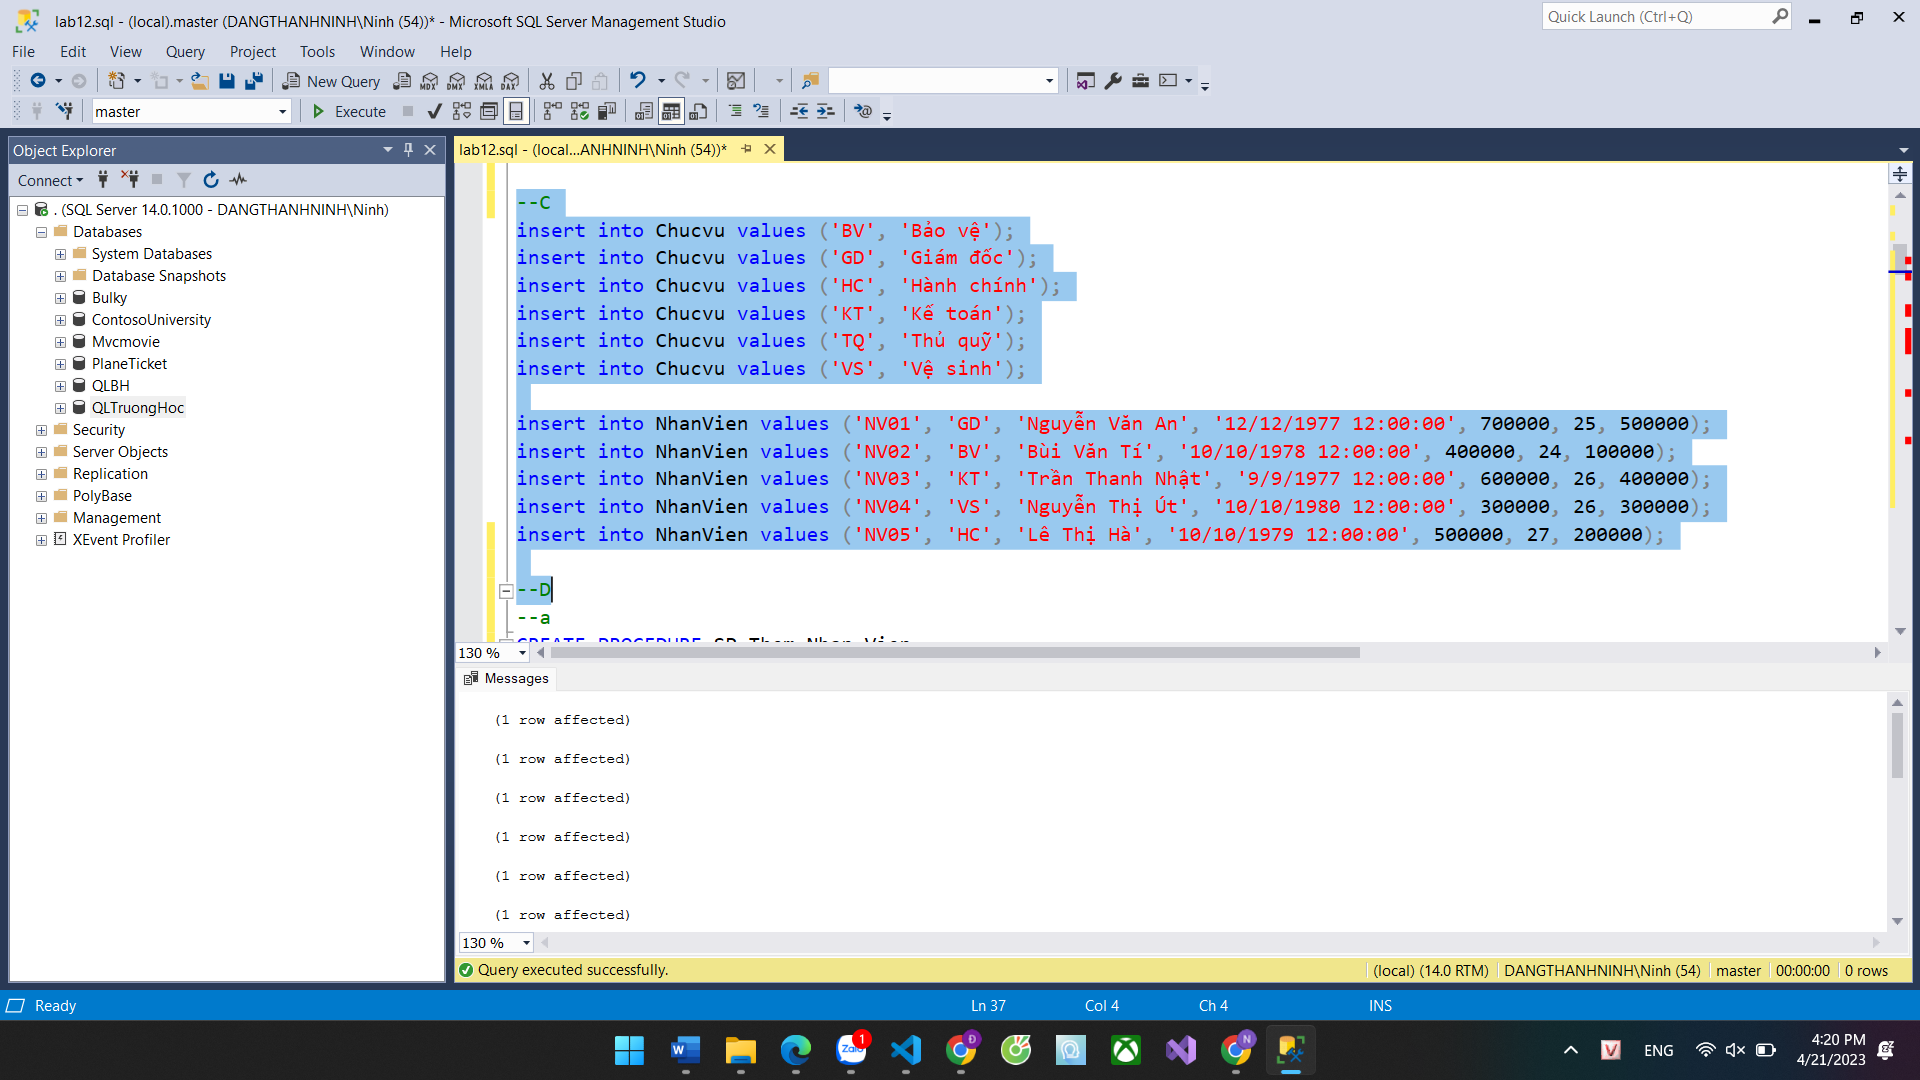 lab12.sql - (local).master (DANGTHANHNINH\Ninh (54))* - Microsoft SQL Server Management Studio
Quick Launch (Ctrl+Q)
File Edit View Query Project Tools Window Help
New Query
MDX DMX XMLA DAX
master
Execute
Object Explorer
lab12.sql - (local...ANHNINH\Ninh (54))*
Connect
. (SQL Server 14.0.1000 - DANGTHANHNINH\Ninh)
Databases
System Databases
Database Snapshots
Bulky
ContosoUniversity
Mvcmovie
PlaneTicket
QLBH
QLTruongHoc
Security
Server Objects
Replication
PolyBase
Management
XEvent Profiler
--C
insert into Chucvu values ('BV', 'Bảo vệ');
insert into Chucvu values ('GD', 'Giám đốc');
insert into Chucvu values ('HC', 'Hành chính');
insert into Chucvu values ('KT', 'Kế toán');
insert into Chucvu values ('TQ', 'Thủ quỹ');
insert into Chucvu values ('VS', 'Vệ sinh');
insert into NhanVien values ('NV01', 'GD', 'Nguyễn Văn An', '12/12/1977 12:00:00', 700000, 25, 500000);
insert into NhanVien values ('NV02', 'BV', 'Bùi Văn Tí', '10/10/1978 12:00:00', 400000, 24, 100000);
insert into NhanVien values ('NV03', 'KT', 'Trần Thanh Nhật', '9/9/1977 12:00:00', 600000, 26, 400000);
insert into NhanVien values ('NV04', 'VS', 'Nguyễn Thị Út', '10/10/1980 12:00:00', 300000, 26, 300000);
insert into NhanVien values ('NV05', 'HC', 'Lê Thị Hà', '10/10/1979 12:00:00', 500000, 27, 200000);
--D
--a
CREATE PROCEDURE SP_Them_Nhan_Vien
130 %
Messages
(1 row affected)
(1 row affected)
(1 row affected)
(1 row affected)
(1 row affected)
(1 row affected)
130 %
Query executed successfully.
(local) (14.0 RTM) DANGTHANHNINH\Ninh (54) master 00:00:00 0 rows
Ready
Ln 37 Col 4 Ch 4 INS
Zalo 1
Đ
N
V
ENG
4:20 PM
4/21/2023